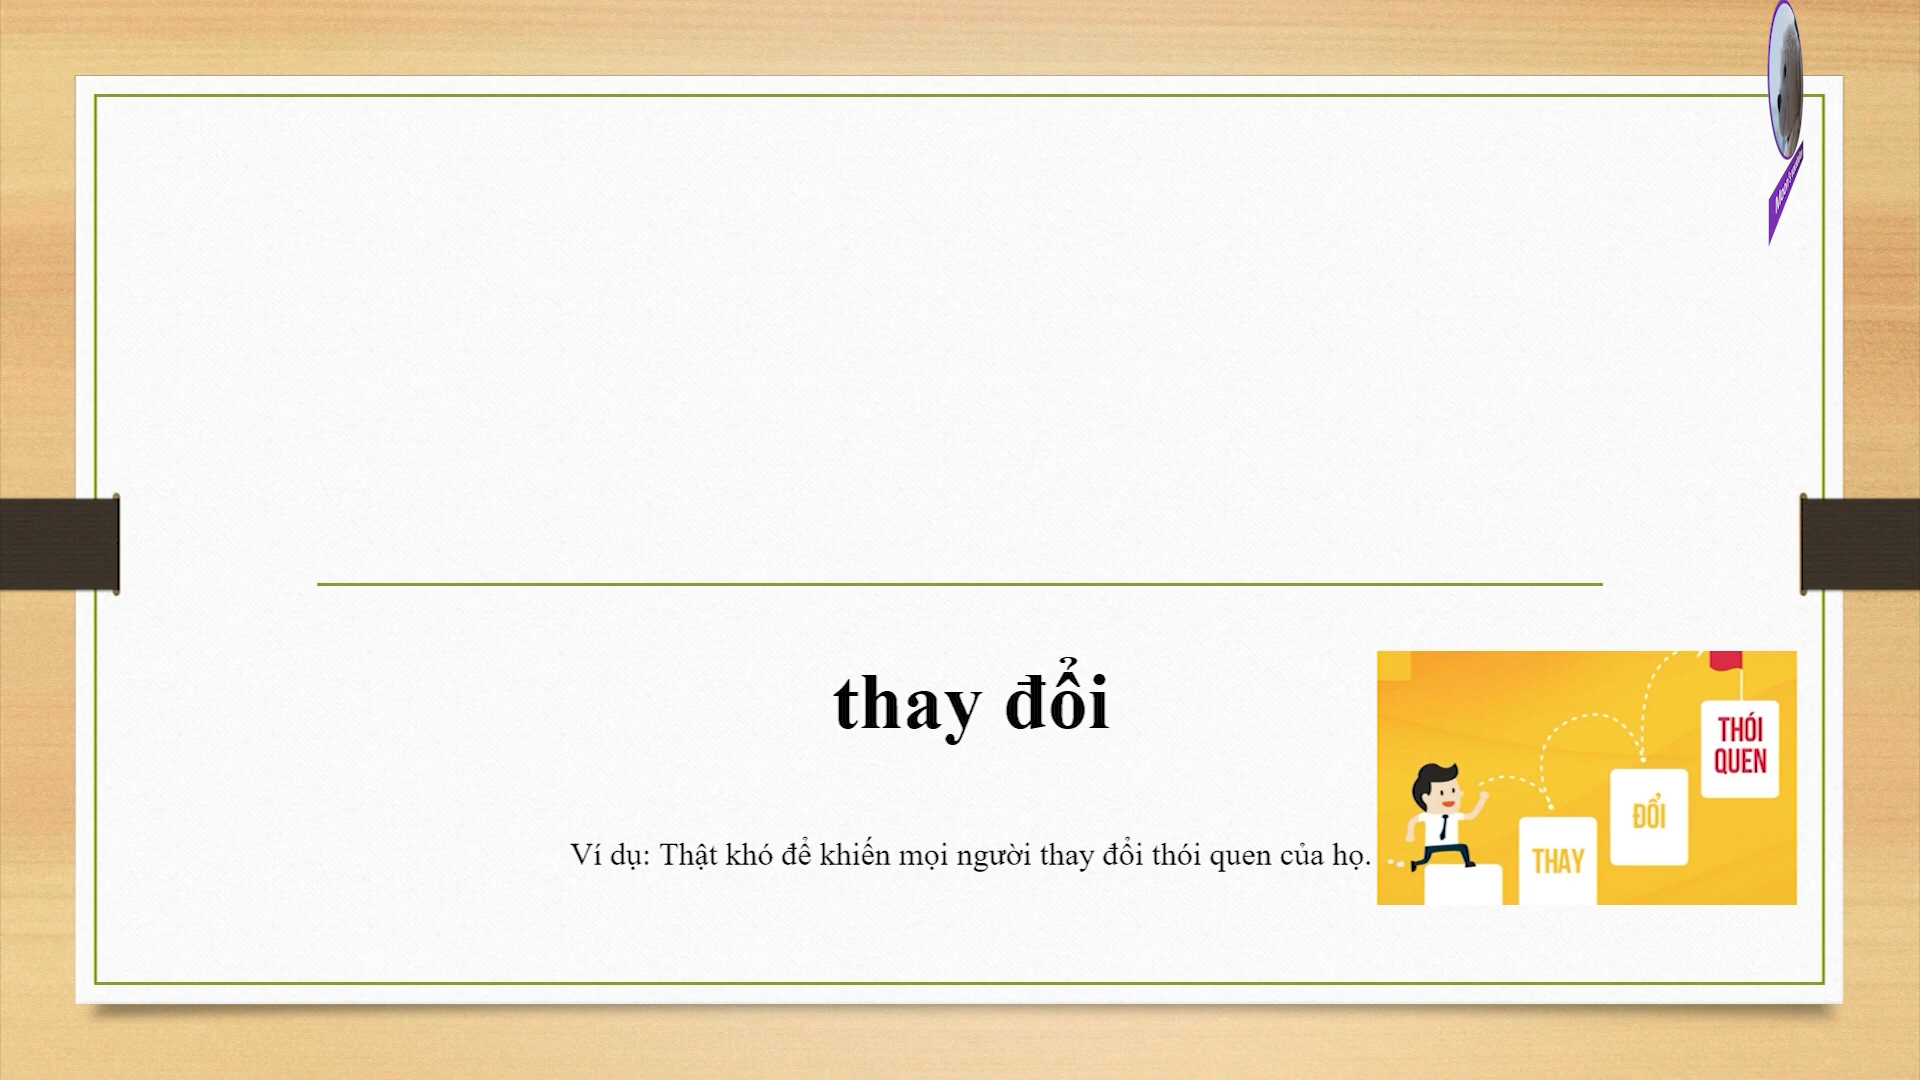 thay đổi
Ví dụ: Thật khó để khiến mọi người thay đổi thói quen của họ.
THÓI
QUEN
ĐỔI
THAY